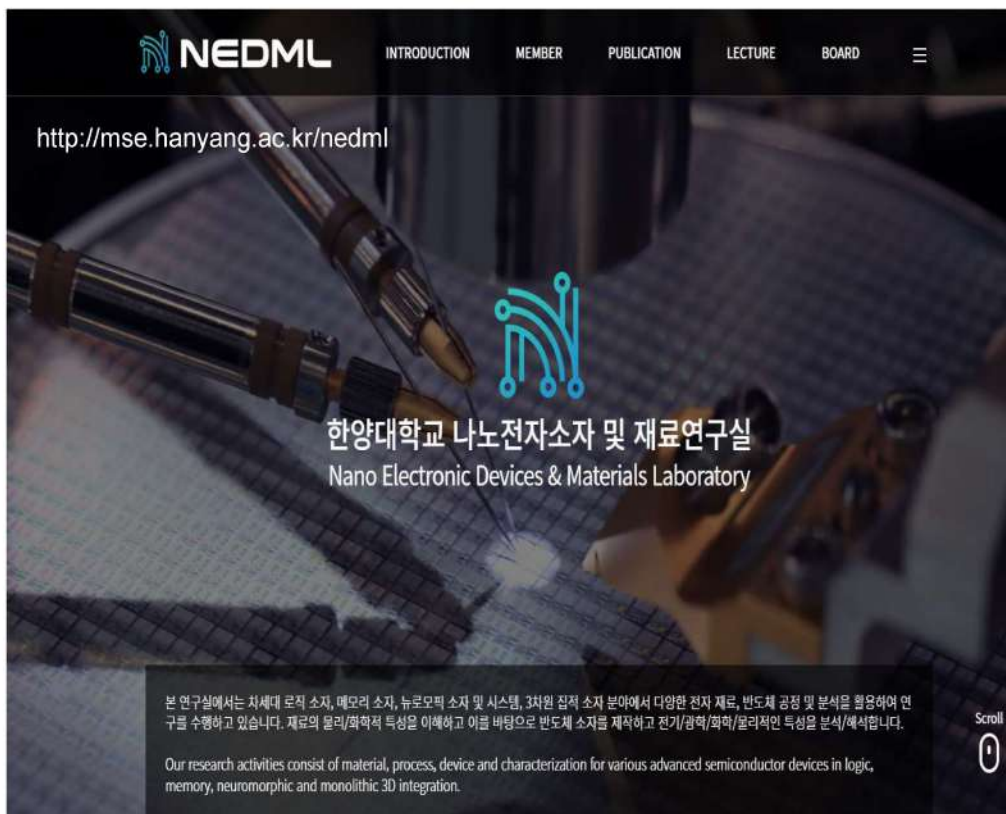 NEDML INTRODUCTION MEMBER PUBLICATION LECTURE BOARD
http://mse.hanyang.ac.kr/nedml
한양대학교 나노전자소자 및 재료연구실
Nano Electronic Devices & Materials Laboratory
본 연구실에서는 차세대 로직 소자, 메모리 소자, 뉴로모픽 소자 및 시스템, 3차원 집적 소자 분야에서 다양한 전자 재료, 반도체 공정 및 분석을 활용하여 연
구를 수행하고 있습니다. 재료의 물리/화학적 특성을 이해하고 이를 바탕으로 반도체 소자를 제작하고 전기/광학/화학/물리적인 특성을 분석/해석합니다.
Scroll
Our research activities consist of material, process, device and characterization for various advanced semiconductor devices in logic,
memory, neuromorphic and monolithic 3D integration.